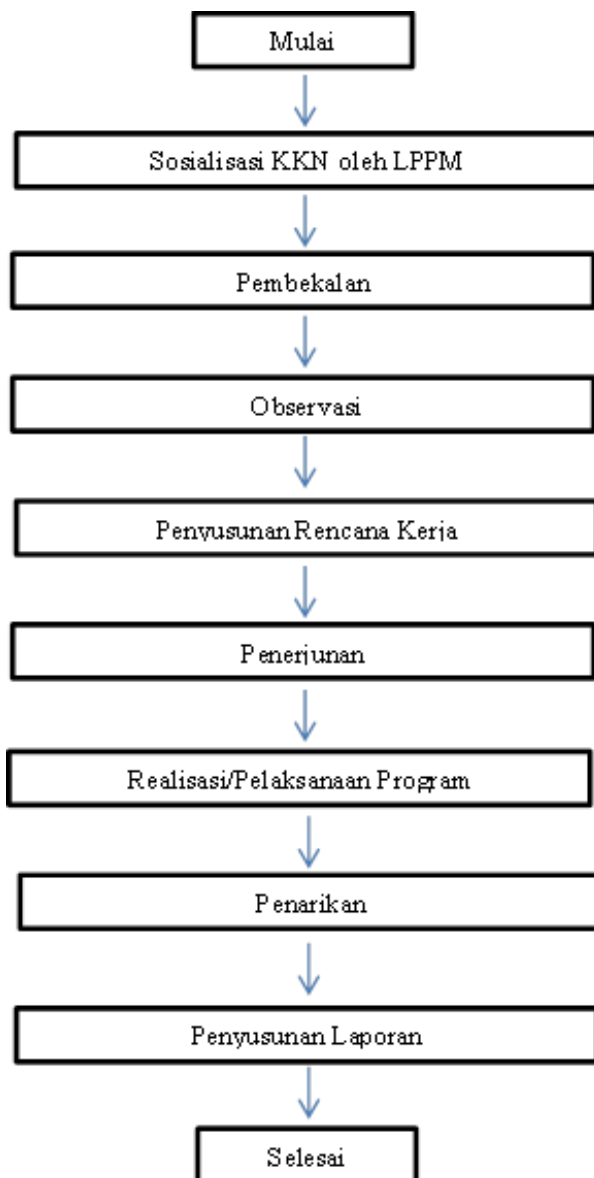 Mulai
Sosialisasi KKN oleh LPPM
Pembekalan
Observasi
Penyusunan Rencana Kerja
Penerjunan
Realisasi/Pelaksanaan Program
Penarikan
Penyusunan Laporan
Selesai